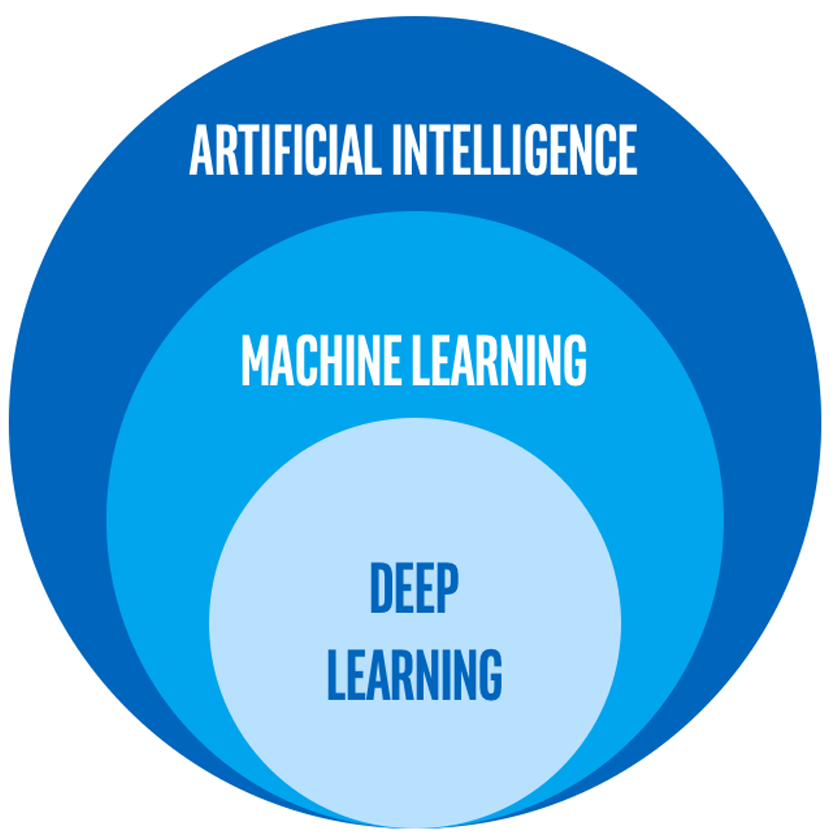 ARTIFICIAL INTELLIGENCE
MACHINE LEARNING
DEEP
LEARNING